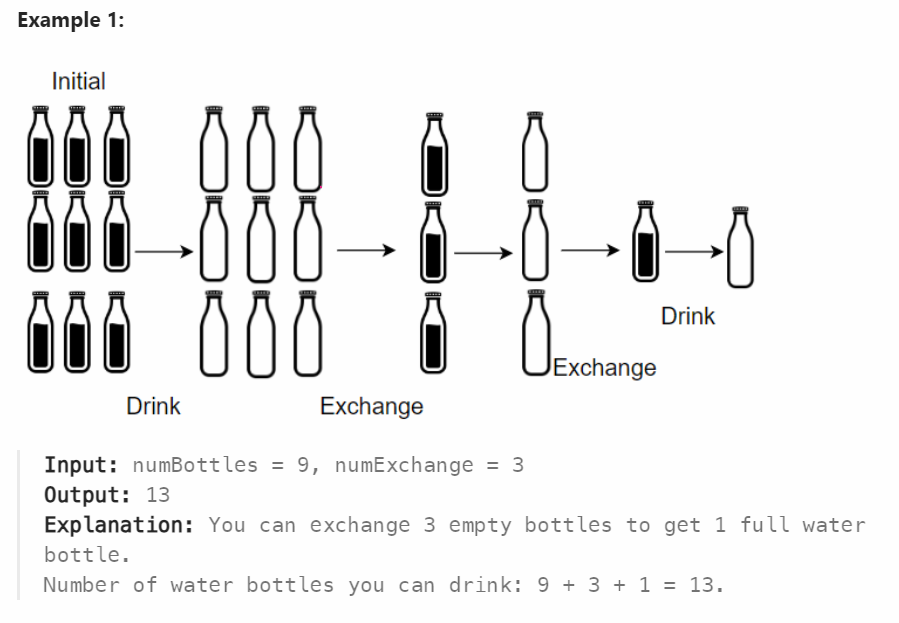 Example 1:
Initial
Drink
Exchange
Exchange
Drink
Input: numBottles = 9, numExchange = 3
Output: 13
Explanation: You can exchange 3 empty bottles to get 1 full water
bottle.
Number of water bottles you can drink: 9 + 3 + 1 = 13.